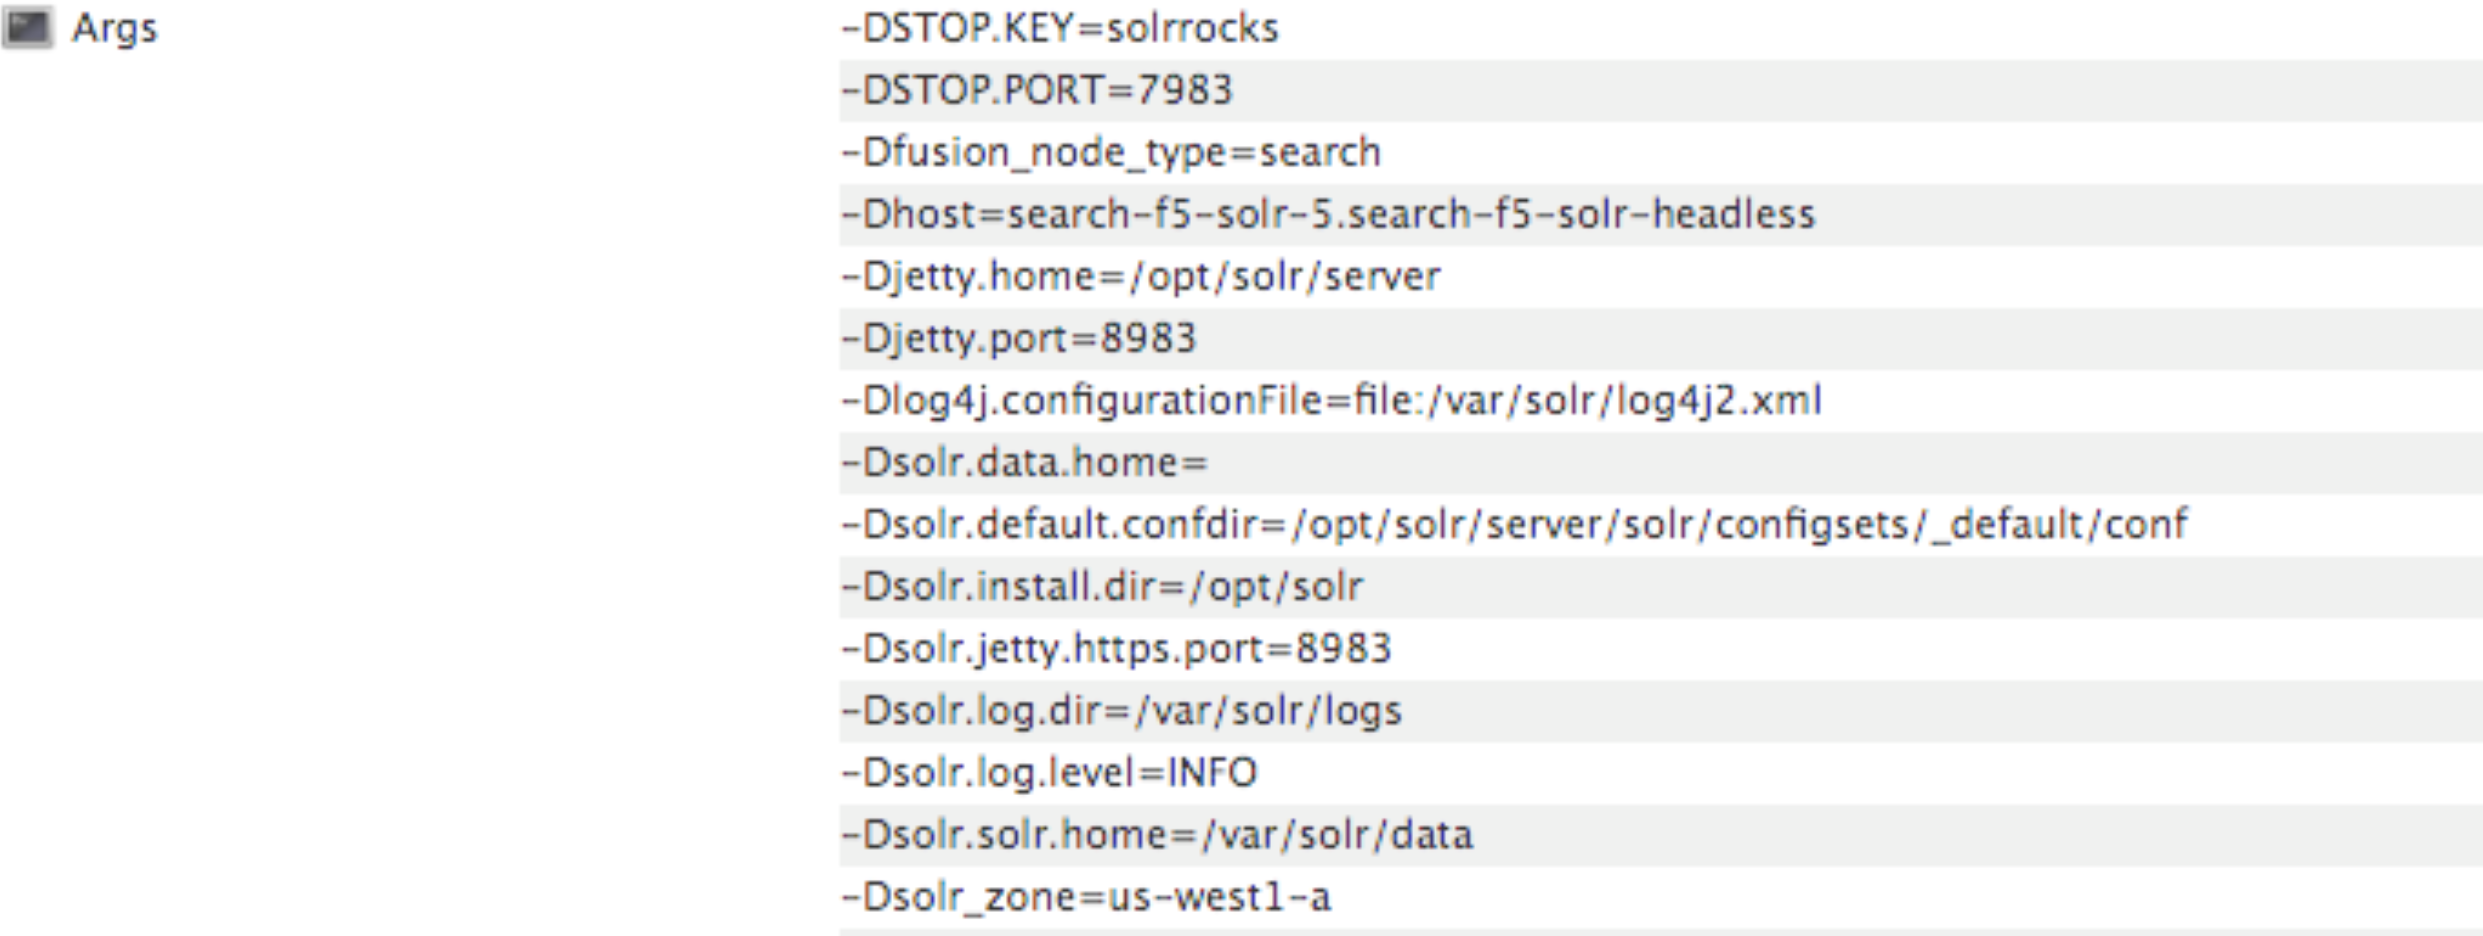 Args
-DSTOP.KEY=solrrocks
-DSTOP.PORT=7983
-Dfusion_node_type=search
-Dhost=search-f5-solr-5.search-f5-solr-headless
-Djetty.home=/opt/solr/server
-Djetty.port=8983
-Dlog4j.configurationFile=file:/var/solr/log4j2.xml
-Dsolr.data.home=
-Dsolr.default.confdir=/opt/solr/server/solr/configsets/_default/conf
-Dsolr.install.dir=/opt/solr
-Dsolr.jetty.https.port=8983
-Dsolr.log.dir=/var/solr/logs
-Dsolr.log.level=INFO
-Dsolr.solr.home=/var/solr/data
-Dsolr_zone=us-west1-a